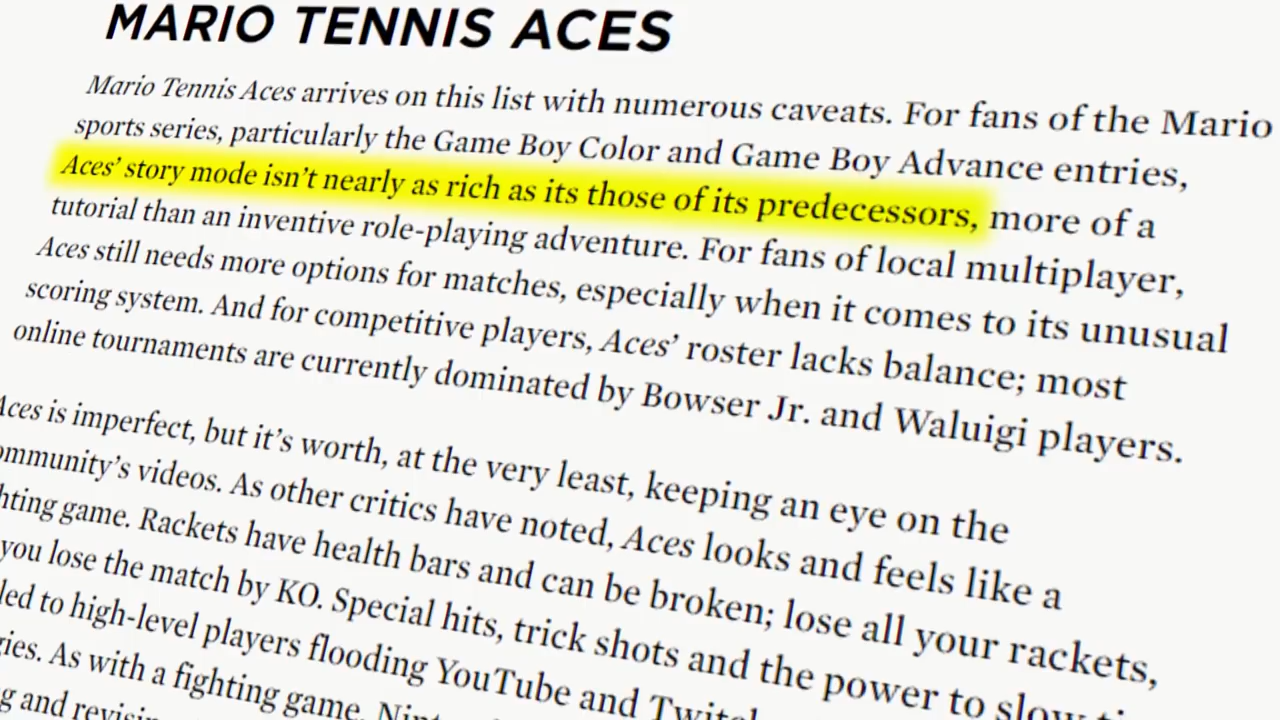 MARIO TENNIS ACES
Mario Tennis Aces arrives on this list with numerous caveats. For fans of the Mario
sports series, particularly the Game Boy Color and Game Boy Advance entries,
Aces’ story mode isn’t nearly as rich as its those of its predecessors, more of a
tutorial than an inventive role-playing adventure. For fans of local multiplayer,
Aces still needs more options for matches, especially when it comes to its unusual
scoring system. And for competitive players, Aces’ roster lacks balance; most
online tournaments are currently dominated by Bowser Jr. and Waluigi players.
Aces is imperfect, but it’s worth, at the very least, keeping an eye on the
ommunity’s videos. As other critics have noted, Aces looks and feels like a
hting game. Rackets have health bars and can be broken; lose all your rackets,
you lose the match by KO. Special hits, trick shots and the power to slow
led to high-level players flooding YouTube and
gies. As with a fighting game,
g and